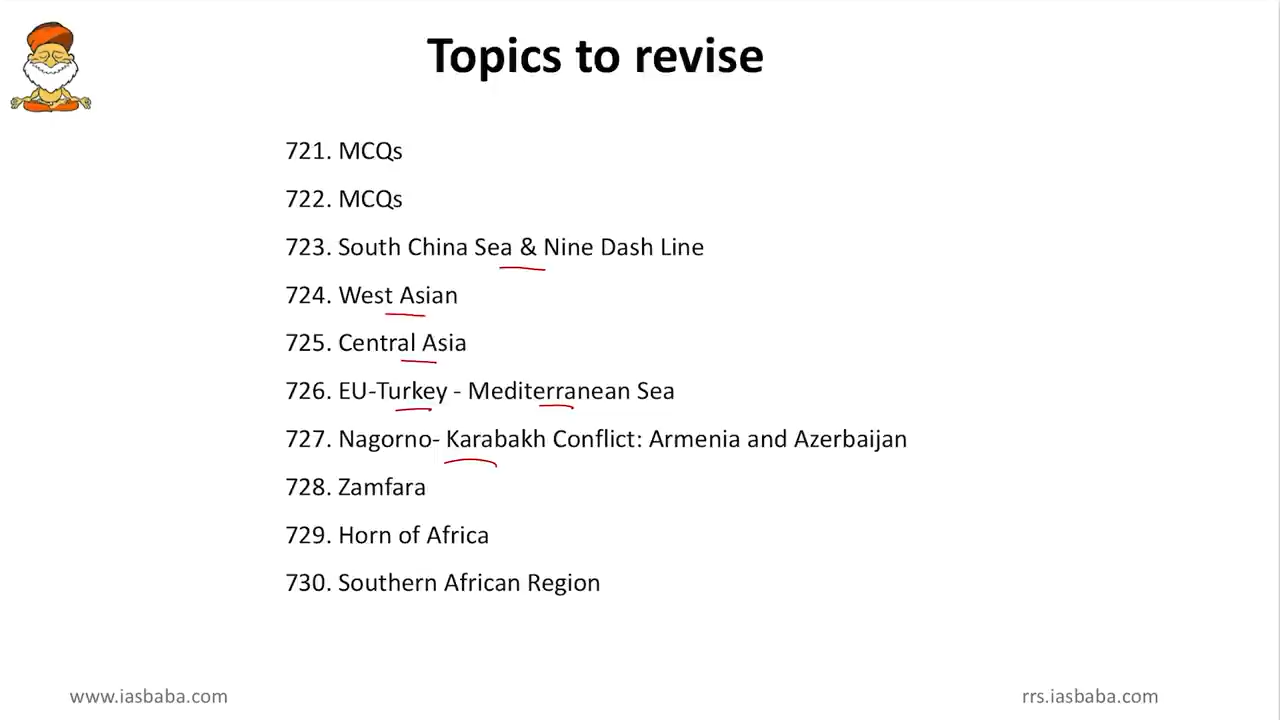 Topics to revise
721. MCQs
722. MCQs
723. South China Sea & Nine Dash Line
724. West Asian
725. Central Asia
726. EU-Turkey - Mediterranean Sea
727. Nagorno- Karabakh Conflict: Armenia and Azerbaijan
728. Zamfara
729. Horn of Africa
730. Southern African Region
www.iasbaba.com
rrs.iasbaba.com